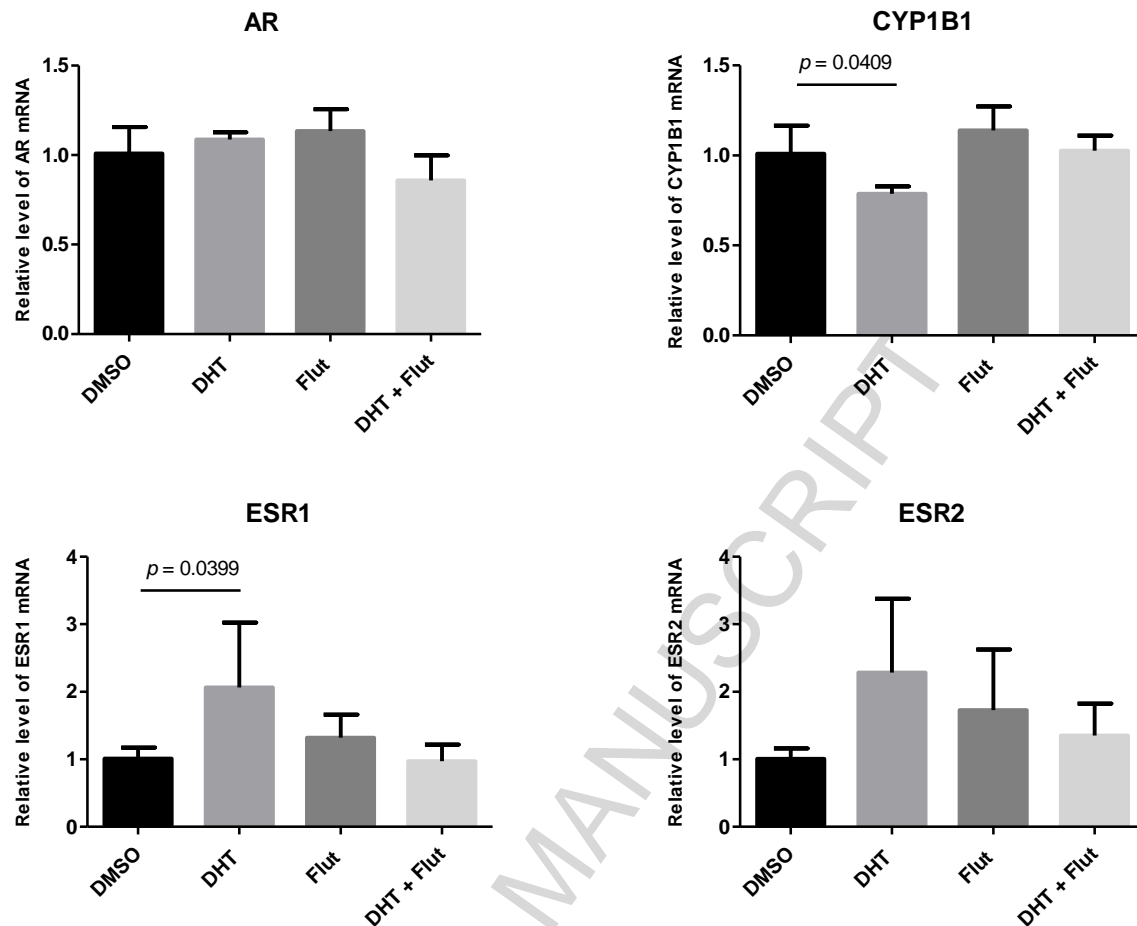 AR
Relative level of AR mRNA
1.5
1.0
0.5
0.0
DMSO
DHT
Flut
DHT + Flut
CYP1B1
Relative level of CYP1B1 mRNA
1.5
1.0
0.5
0.0
p = 0.0409
DMSO
DHT
Flut
DHT + Flut
ESR1
Relative level of ESR1 mRNA
4
3
2
1
0
p = 0.0399
DMSO
DHT
Flut
DHT + Flut
ESR2
Relative level of ESR2 mRNA
4
3
2
1
0
DMSO
DHT
Flut
DHT + Flut
MANUSCRIPT